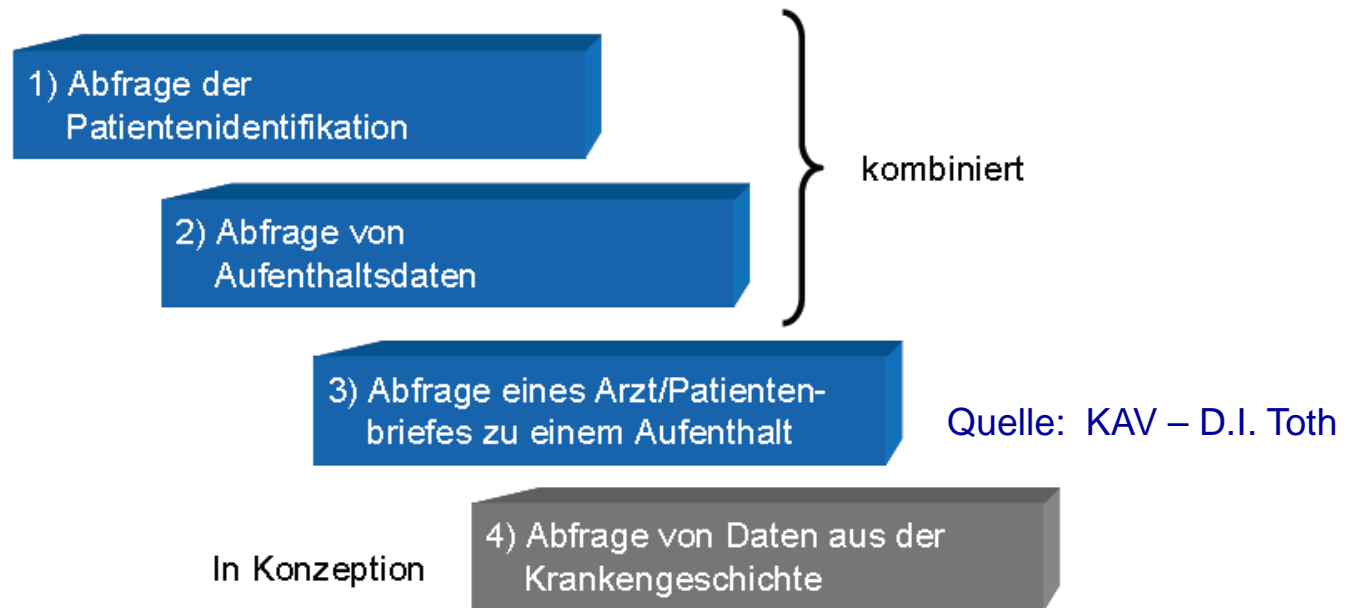 1) Abfrage der
Patientenidentifikation
kombiniert
2) Abfrage von
Aufenthaltsdaten
3) Abfrage eines Arzt/Patienten-
briefes zu einem Aufenthalt
Quelle: KAV – D.I. Toth
4) Abfrage von Daten aus der
Krankengeschichte
In Konzeption